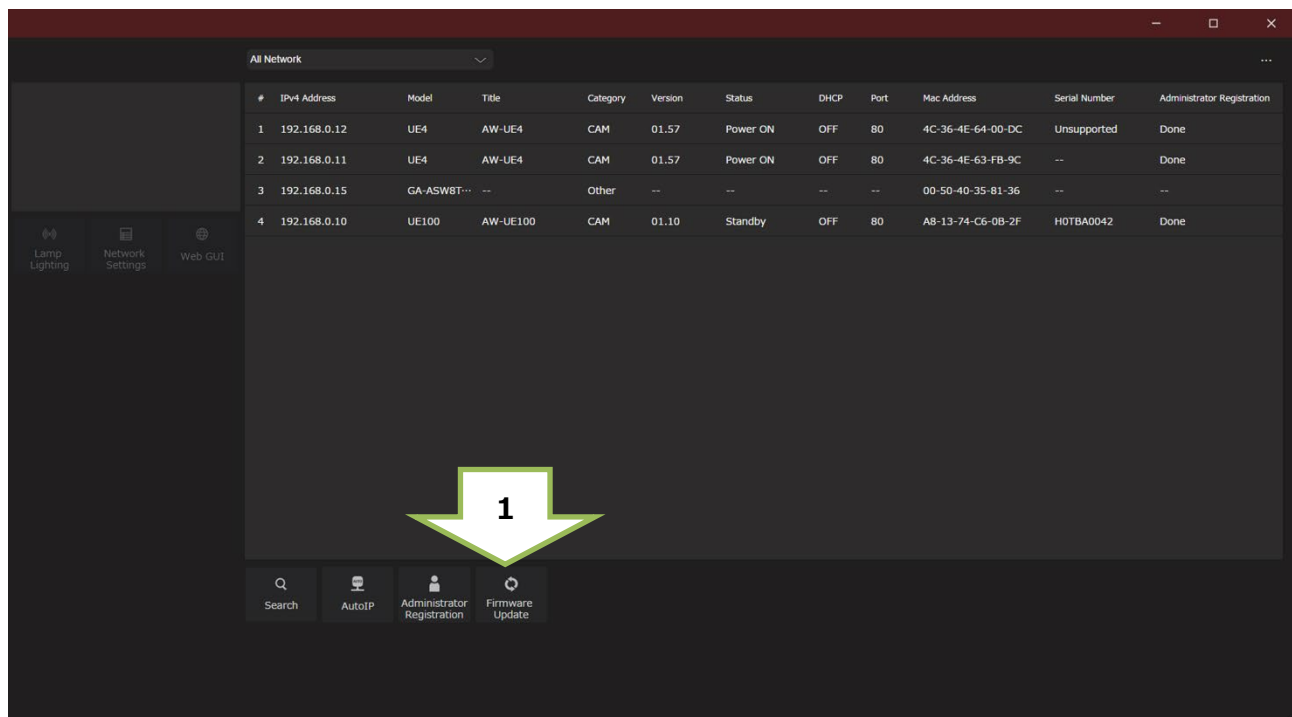 All Network
...
# IPv4 Address Model Title Category Version Status DHCP Port Mac Address Serial Number Administrator Registration
1 192.168.0.12 UE4 AW-UE4 CAM 01.57 Power ON OFF 80 4C-36-4E-64-00-DC Unsupported Done
2 192.168.0.11 UE4 AW-UE4 CAM 01.57 Power ON OFF 80 4C-36-4E-63-FB-9C -- Done
3 192.168.0.15 GA-ASW8T… -- Other -- -- -- -- 00-50-40-35-81-36 -- --
4 192.168.0.10 UE100 AW-UE100 CAM 01.10 Standby OFF 80 A8-13-74-C6-0B-2F H0TBA0042 Done
Lamp
Lighting
Network
Settings
Web GUI
1
Search
AutoIP
Administrator
Registration
Firmware
Update